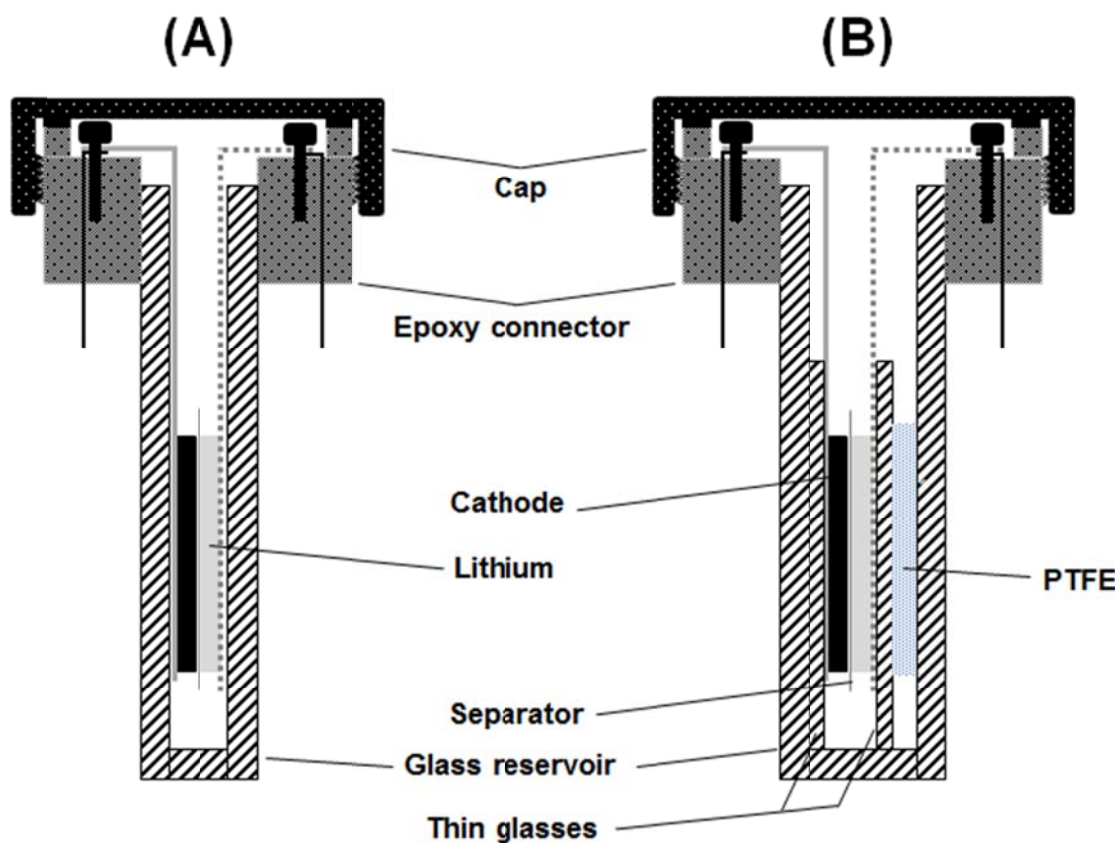 (A)
(B)
Cap
Epoxy connector
Cathode
Lithium
PTFE
Separator
Glass reservoir
Thin glasses